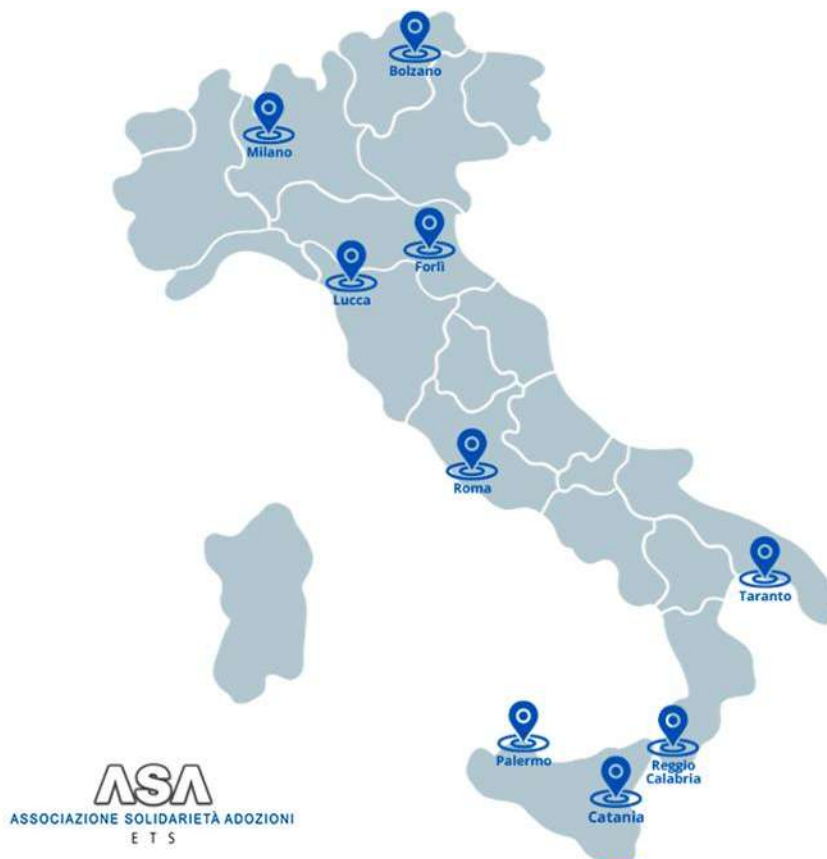 Bolzano
Milano
Forlì
Lucca
Roma
Taranto
Palermo
Reggio
Calabria
Catania
ASA
ASSOCIAZIONE SOLIDARIETÀ ADOZIONI
ETS